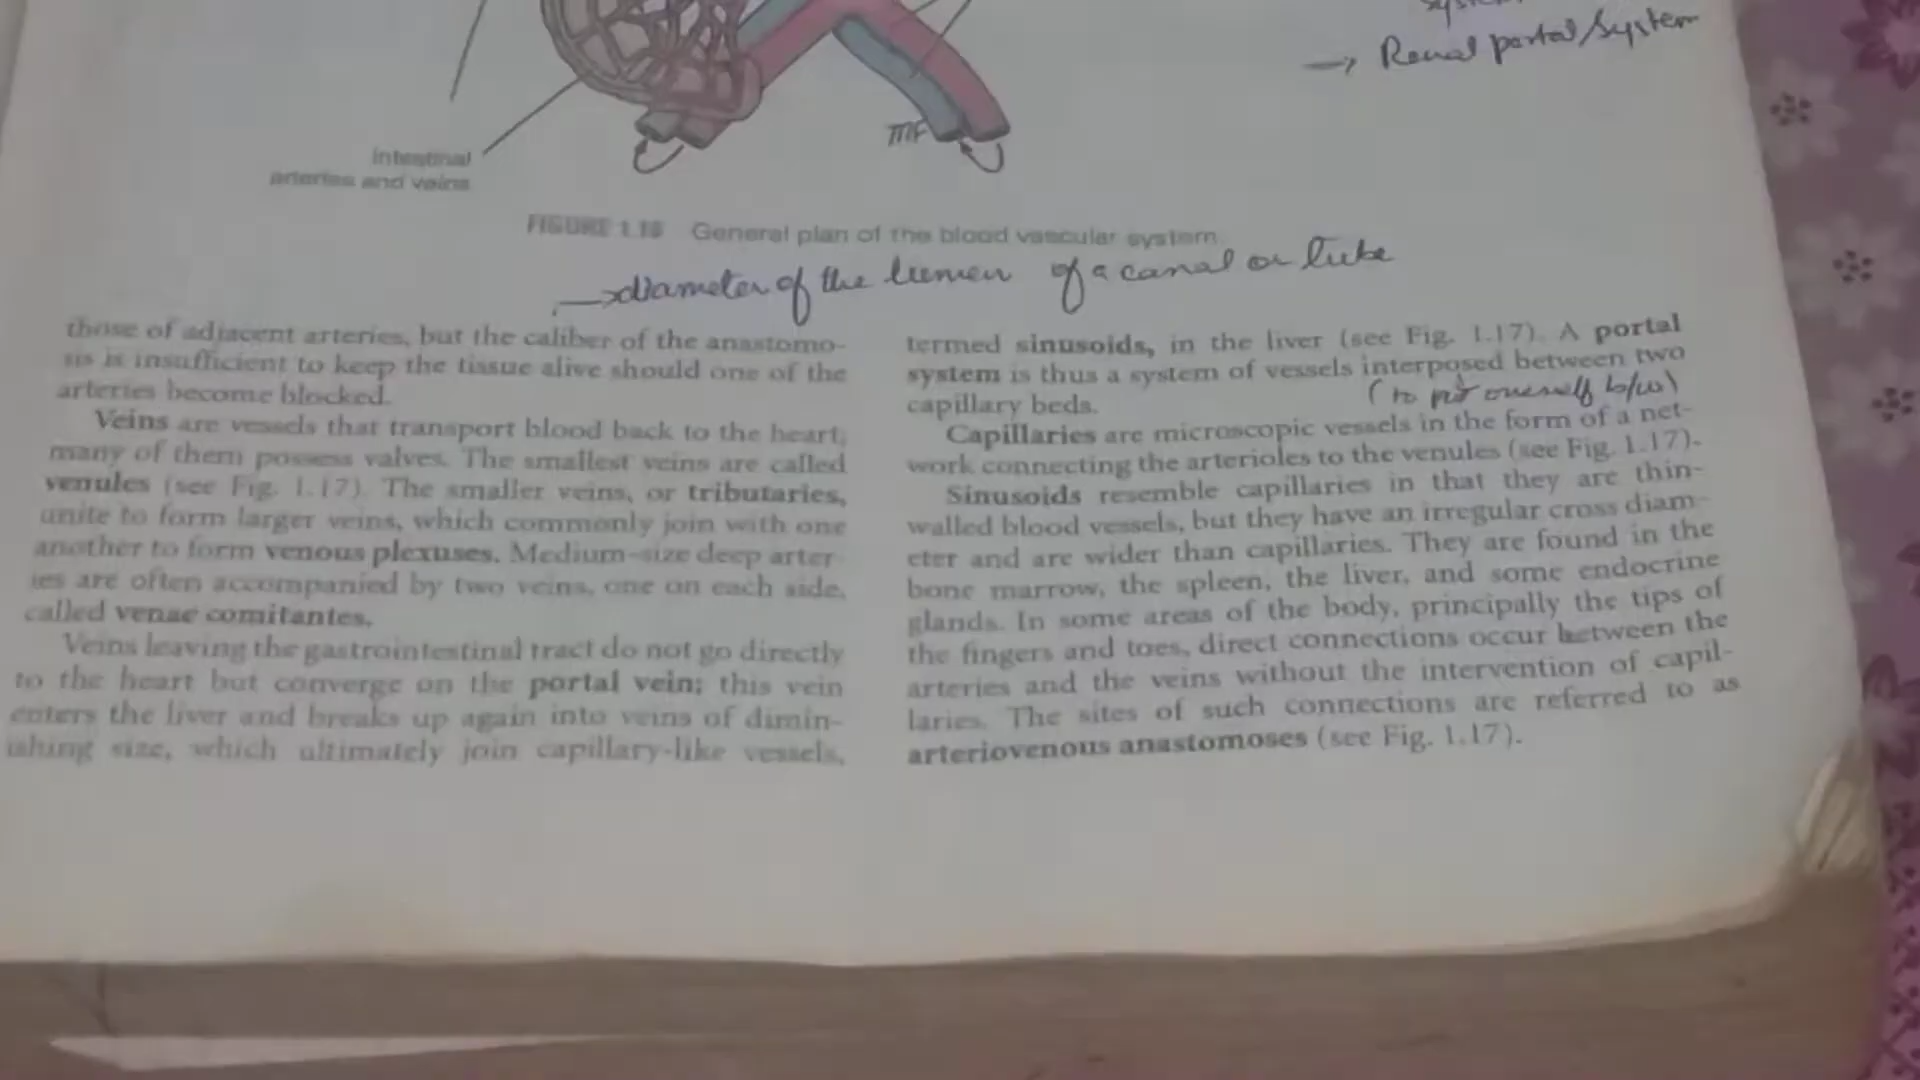 → Renal portal system
intestinal
arteries and veins
FIGURE 1.18 General plan of the blood vascular system.
→ diameter of the lumen of a canal or tube
those of adjacent arteries, but the caliber of the anastomo-
sis is insufficient to keep the tissue alive should one of the
arteries become blocked.
Veins are vessels that transport blood back to the heart;
many of them possess valves. The smallest veins are called
venules (see Fig. 1.17). The smaller veins, or tributaries,
unite to form larger veins, which commonly join with one
another to form venous plexuses. Medium-size deep arter-
ies are often accompanied by two veins, one on each side,
called venae comitantes.
Veins leaving the gastrointestinal tract do not go directly
to the heart but converge on the portal vein; this vein
enters the liver and breaks up again into veins of dimin-
ishing size, which ultimately join capillary-like vessels,
termed sinusoids, in the liver (see Fig. 1.17). A portal
system is thus a system of vessels interposed between two
(to put oneself b/w)
capillary beds.
Capillaries are microscopic vessels in the form of a net-
work connecting the arterioles to the venules (see Fig. 1.17).
Sinusoids resemble capillaries in that they are thin-
walled blood vessels, but they have an irregular cross diam-
eter and are wider than capillaries. They are found in the
bone marrow, the spleen, the liver, and some endocrine
glands. In some areas of the body, principally the tips of
the fingers and toes, direct connections occur between the
arteries and the veins without the intervention of capil-
laries. The sites of such connections are referred to as
arteriovenous anastomoses (see Fig. 1.17).